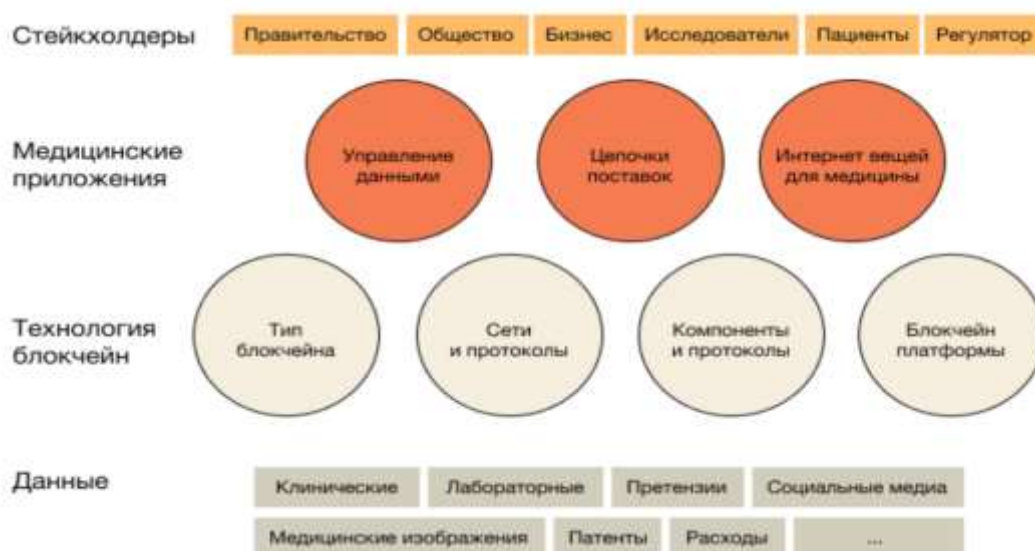 Стейкхолдеры
Правительство
Общество
Бизнес
Исследователи
Пациенты
Регулятор
Медицинские
приложения
Управление
данными
Цепочки
поставок
Интернет вещей
для медицины
Технология
блокчейн
Тип
блокчейна
Сети
и протоколы
Компоненты
и протоколы
Блокчейн
платформы
Данные
Клинические
Лабораторные
Претензии
Социальные медиа
Медицинские изображения
Патенты
Расходы
...